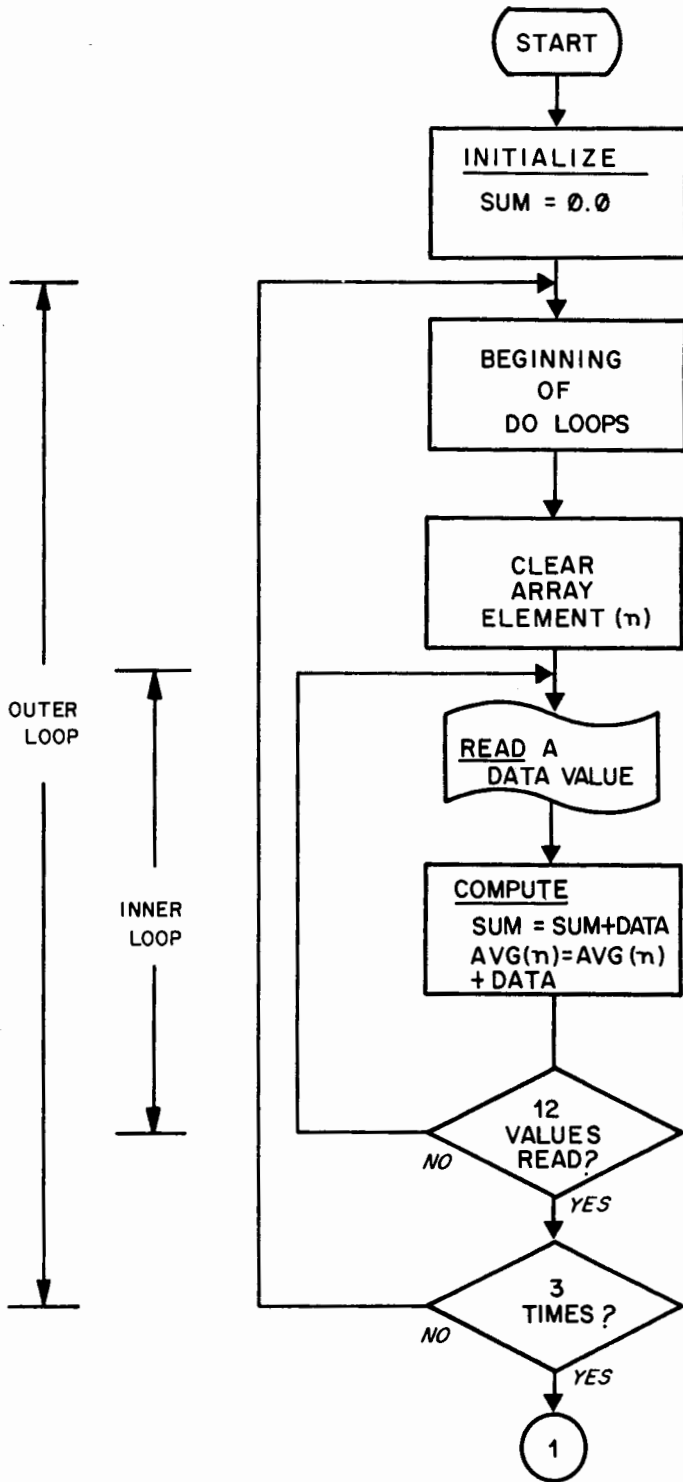 START
INITIALIZE
SUM = 0.0
BEGINNING
OF
DO LOOPS
CLEAR
ARRAY
ELEMENT (n)
OUTER
LOOP
READ A
DATA VALUE
INNER
LOOP
COMPUTE
SUM = SUM+DATA
AVG(n)=AVG(n)
+ DATA
12
VALUES
READ?
NO
YES
3
TIMES?
NO
YES
1